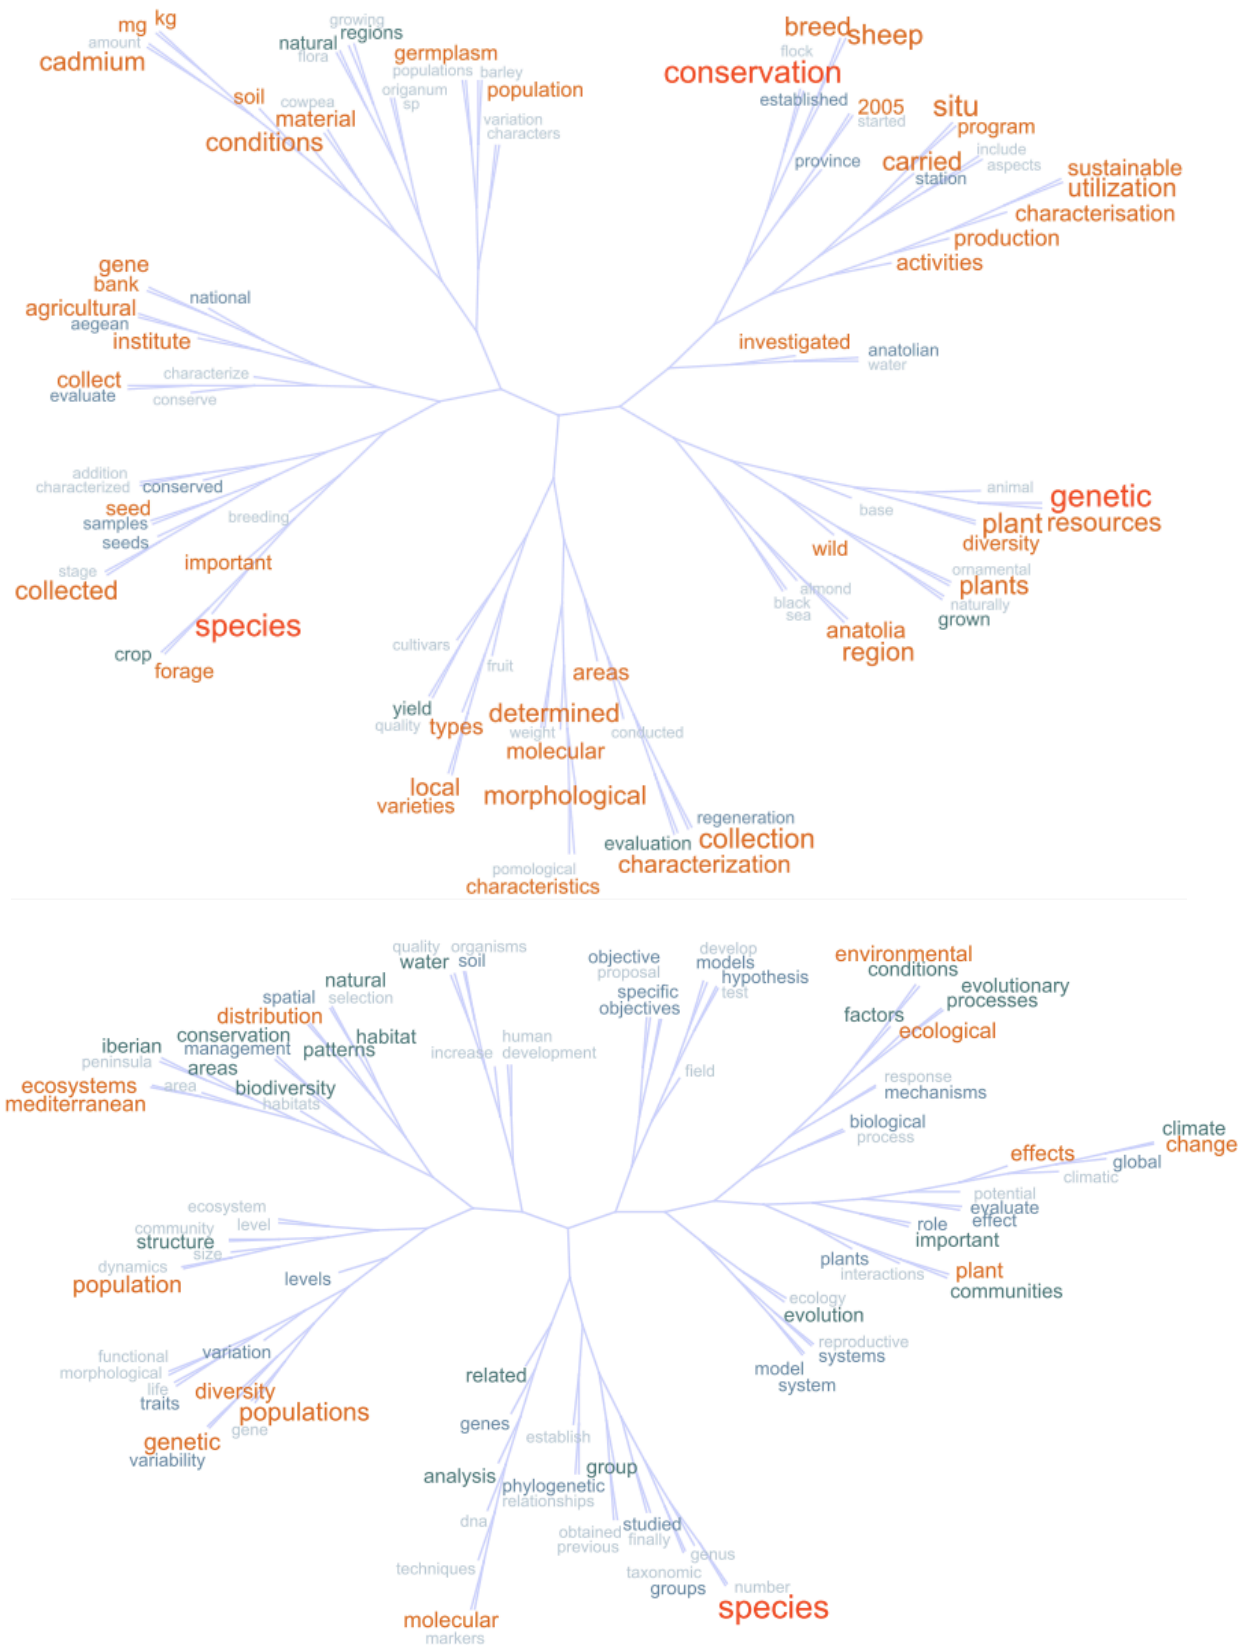 mg kg
amount
cadmium
soil
cowpea
material
conditions
growing
natural regions
flora
germplasm
populations barley
origanum
sp
population
variation
characters
breed sheep
flock
conservation
established
2005
started
province
situ
program
carried
station
include
aspects
sustainable
utilization
characterisation
production
activities
gene
bank
national
agricultural
aegean
institute
collect
evaluate
characterize
conserve
investigated
anatolian
water
addition
characterized conserved
seed
samples
seeds
breeding
stage
collected
important
species
crop
forage
animal
genetic
base
plant resources
diversity
wild
ornamental
plants
naturally
grown
almond
black
sea
anatolia
region
cultivars
fruit
yield
quality types
local
varieties
areas
determined
weight
conducted
molecular
morphological
pomological
characteristics
regeneration
evaluation collection
characterization
quality organisms
water soil
natural
selection
spatial
distribution
conservation
management patterns habitat
iberian
peninsula
areas
ecosystems
mediterranean
area
biodiversity
habitats
increase
human
development
objective
proposal
specific
objectives
develop
models
hypothesis
test
field
environmental
conditions
evolutionary
processes
factors
ecological
response
mechanisms
biological
process
climate
change
effects
global
climatic
potential
evaluate
effect
role
important
plants
interactions
plant
communities
ecology
evolution
reproductive
systems
model
system
ecosystem
level
community
structure
size
dynamics
population
levels
functional
morphological
life
traits
variation
diversity
populations
gene
genetic
variability
related
genes
establish
analysis
group
phylogenetic
relationships
dna
obtained
previous
studied
finally
techniques
molecular
markers
genus
taxonomic
groups
number
species